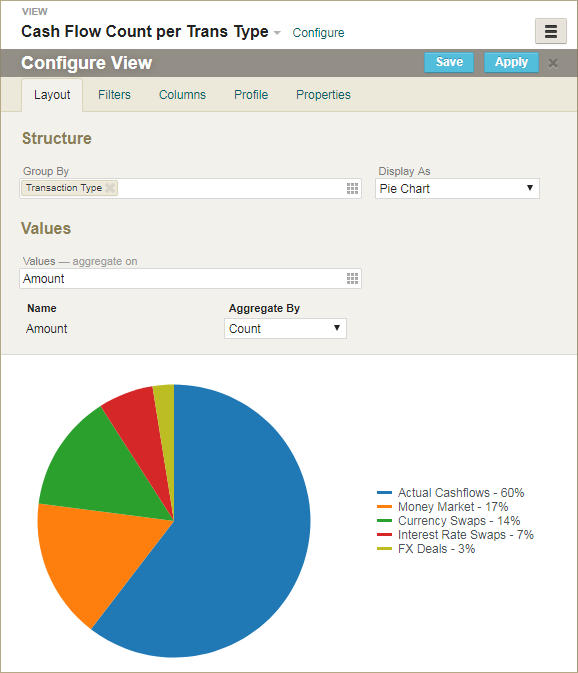 VIEW
Cash Flow Count per Trans Type Configure
Configure View Save Apply ×
Layout Filters Columns Profile Properties
Structure
Group By Display As
Transaction Type Pie Chart
Values
Values — aggregate on
Amount
Name Aggregate By
Amount Count
Actual Cashflows - 60%
Money Market - 17%
Currency Swaps - 14%
Interest Rate Swaps - 7%
FX Deals - 3%